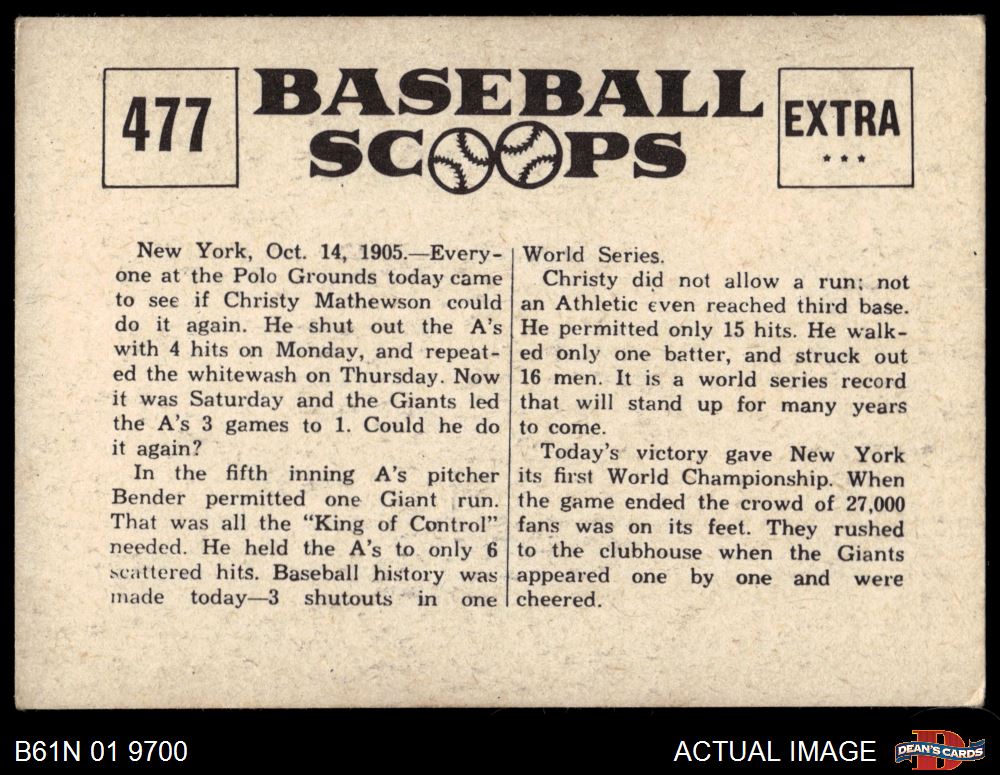 477
BASEBALL
SCOOPS
EXTRA
***
New York, Oct. 14, 1905.—Every-
one at the Polo Grounds today came
to see if Christy Mathewson could
do it again. He shut out the A's
with 4 hits on Monday, and repeat-
ed the whitewash on Thursday. Now
it was Saturday and the Giants led
the A's 3 games to 1. Could he do
it again?
In the fifth inning A's pitcher
Bender permitted one Giant run.
That was all the "King of Control"
needed. He held the A's to only 6
scattered hits. Baseball history was
made today—3 shutouts in one
World Series.
Christy did not allow a run; not
an Athletic even reached third base.
He permitted only 15 hits. He walk-
ed only one batter, and struck out
16 men. It is a world series record
that will stand up for many years
to come.
Today's victory gave New York
its first World Championship. When
the game ended the crowd of 27,000
fans was on its feet. They rushed
to the clubhouse when the Giants
appeared one by one and were
cheered.
B61N 01 9700
ACTUAL IMAGE
D
DEAN'S CARDS